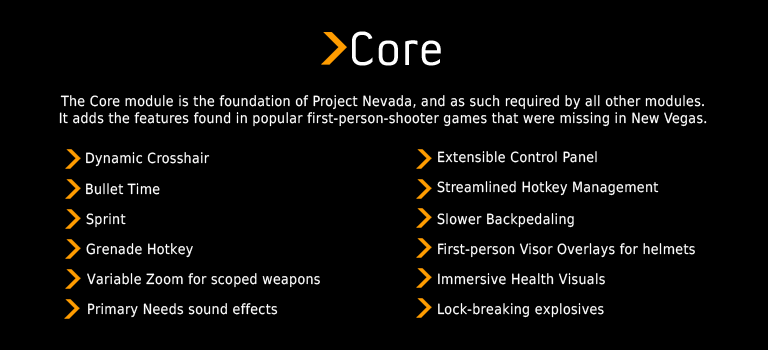 Core
The Core module is the foundation of Project Nevada, and as such required by all other modules.
It adds the features found in popular first-person-shooter games that were missing in New Vegas.
Dynamic Crosshair
Bullet Time
Sprint
Grenade Hotkey
Variable Zoom for scoped weapons
Primary Needs sound effects
Extensible Control Panel
Streamlined Hotkey Management
Slower Backpedaling
First-person Visor Overlays for helmets
Immersive Health Visuals
Lock-breaking explosives